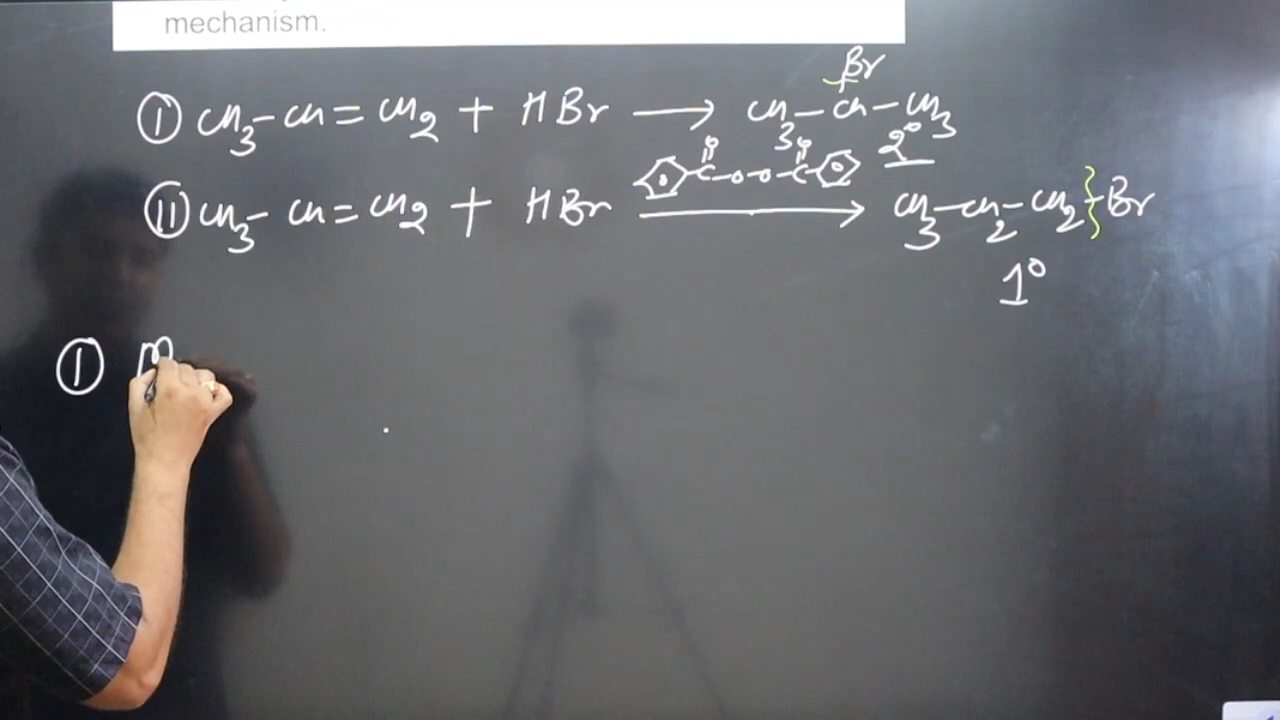 mechanism.
Br
① CH3-CH=CH2 + HBr → CH3-CH-CH3
2°
O O
C-O-O-C
② CH3-CH=CH2 + HBr → CH3-CH2-CH2-Br
1°
① M